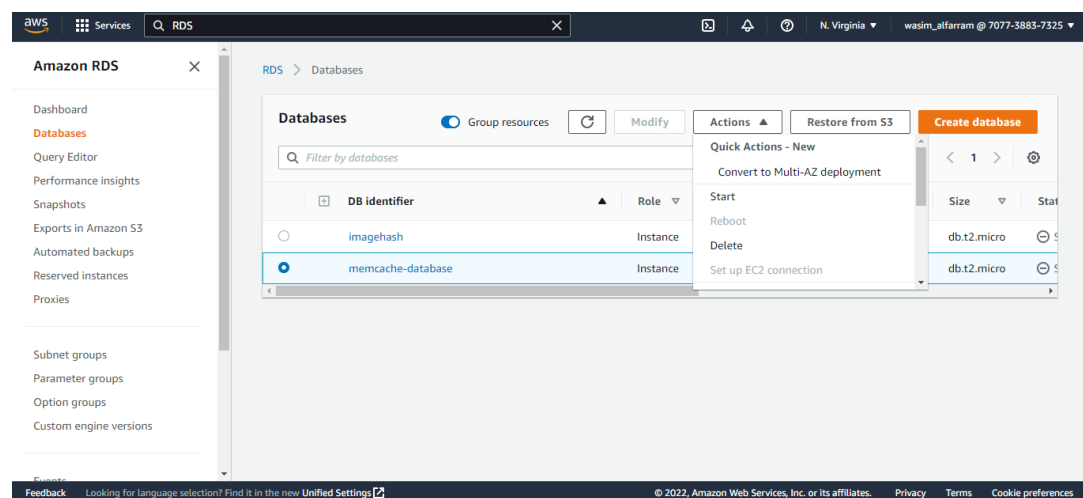 aws Services RDS N. Virginia wasim_alfarram @ 7077-3883-7325
Amazon RDS
Dashboard
Databases
Query Editor
Performance insights
Snapshots
Exports in Amazon S3
Automated backups
Reserved instances
Proxies
Subnet groups
Parameter groups
Option groups
Custom engine versions
RDS > Databases
Databases Group resources Modify Actions Restore from S3 Create database
Filter by databases 1
DB identifier Role Size Stat
imagehash Instance db.t2.micro
memcache-database Instance db.t2.micro
Quick Actions - New
Convert to Multi-AZ deployment
Start
Reboot
Delete
Set up EC2 connection
Feedback Looking for language selection? Find it in the new Unified Settings © 2022, Amazon Web Services, Inc. or its affiliates. Privacy Terms Cookie preferences